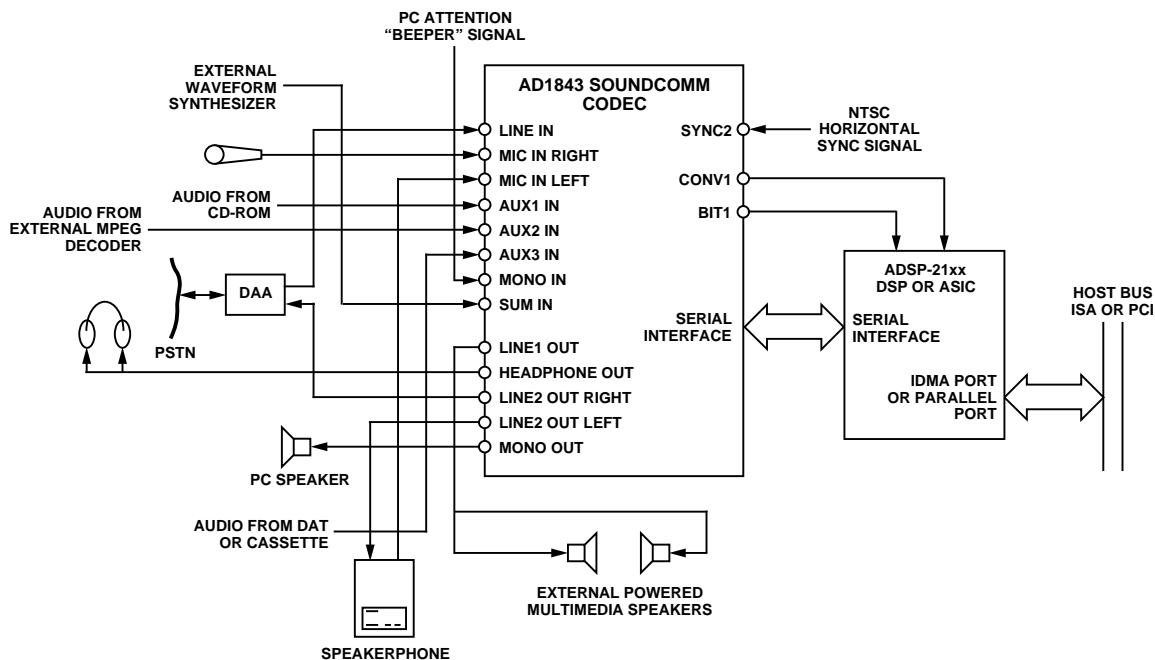 PC ATTENTION
“BEEPER” SIGNAL
EXTERNAL
WAVEFORM
SYNTHESIZER
AUDIO FROM
CD-ROM
AUDIO FROM
EXTERNAL MPEG
DECODER
DAA
PSTN
PC SPEAKER
AUDIO FROM DAT
OR CASSETTE
SPEAKERPHONE
AD1843 SOUNDCOMM
CODEC
LINE IN
MIC IN RIGHT
MIC IN LEFT
AUX1 IN
AUX2 IN
AUX3 IN
MONO IN
SUM IN
LINE1 OUT
HEADPHONE OUT
LINE2 OUT RIGHT
LINE2 OUT LEFT
MONO OUT
SYNC2
CONV1
BIT1
SERIAL
INTERFACE
NTSC
HORIZONTAL
SYNC SIGNAL
ADSP-21xx
DSP OR ASIC
SERIAL
INTERFACE
IDMA PORT
OR PARALLEL
PORT
HOST BUS
ISA OR PCI
EXTERNAL POWERED
MULTIMEDIA SPEAKERS